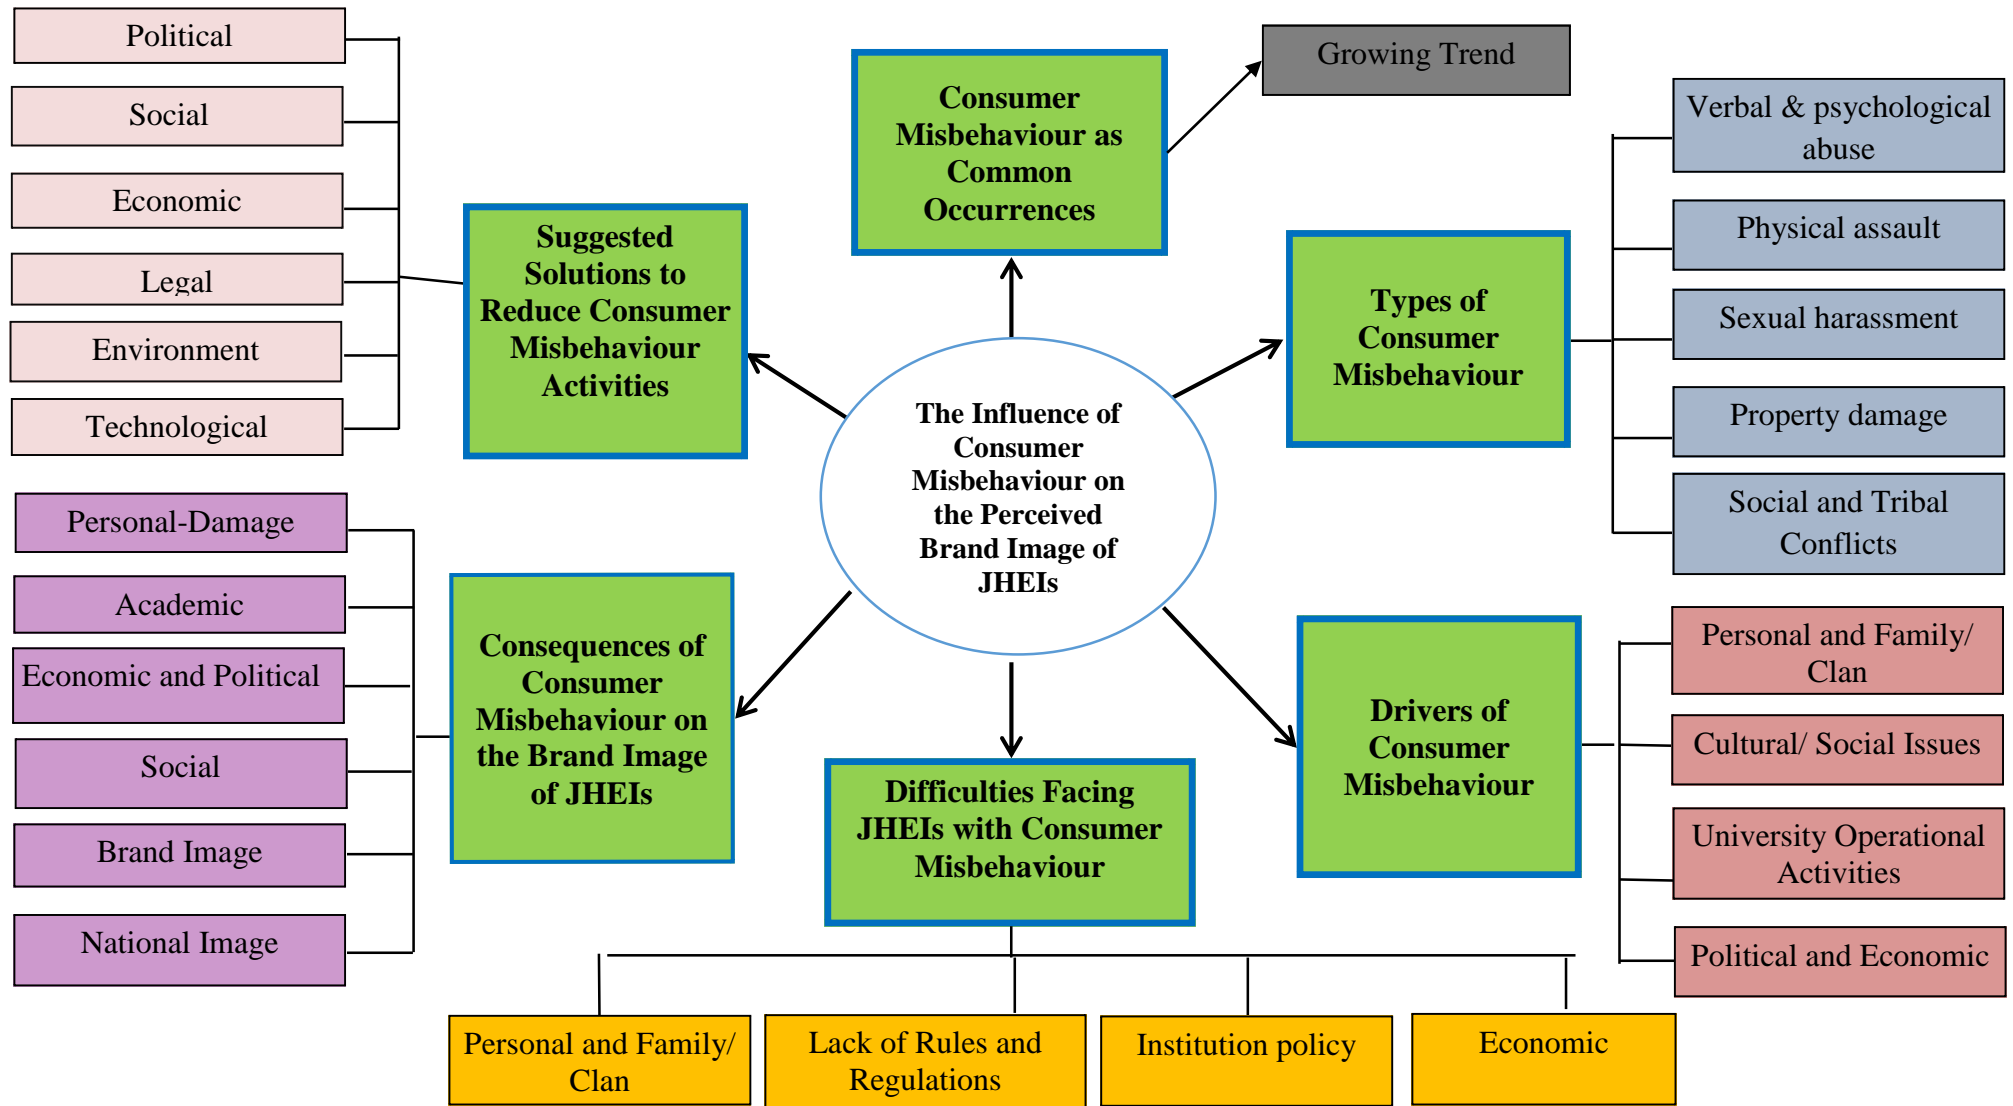 Political
Social
Economic
Legal
Environment
Technological
Suggested
Solutions to
Reduce Consumer
Misbehaviour
Activities
Consumer
Misbehaviour as
Common
Occurrences
Growing Trend
Types of
Consumer
Misbehaviour
Verbal & psychological
abuse
Physical assault
Sexual harassment
Property damage
Social and Tribal
Conflicts
The Influence of
Consumer
Misbehaviour on
the Perceived
Brand Image of
JHEIs
Personal-Damage
Academic
Economic and Political
Social
Brand Image
National Image
Consequences of
Consumer
Misbehaviour on
the Brand Image
of JHEIs
Difficulties Facing
JHEIs with Consumer
Misbehaviour
Drivers of
Consumer
Misbehaviour
Personal and Family/
Clan
Cultural/ Social Issues
University Operational
Activities
Political and Economic
Personal and Family/
Clan
Lack of Rules and
Regulations
Institution policy
Economic